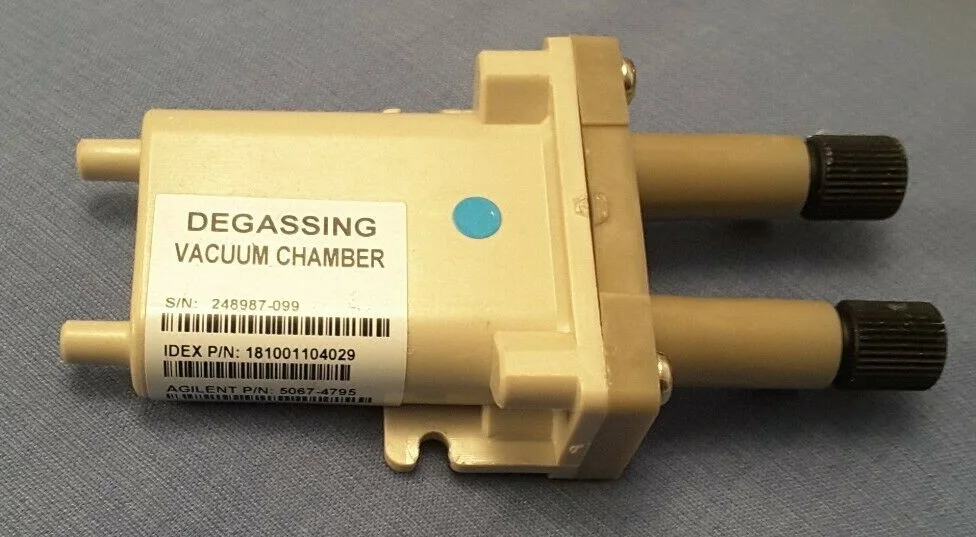 DEGASSING
VACUUM CHAMBER
S/N: 248987-099
IDEX P/N: 181001104029
AGILENT P/N: 5067-4795